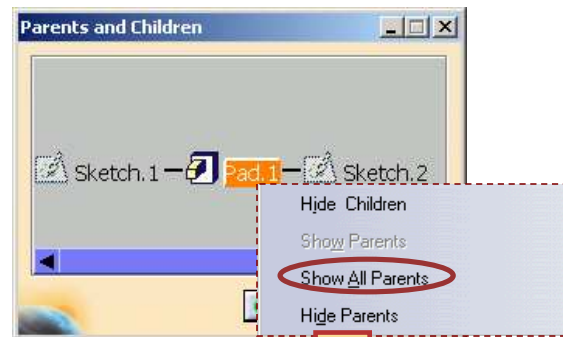 Parents and Children
Sketch.1 Pad.1 Sketch.2
Hide Children
Show Parents
Show All Parents
Hide Parents